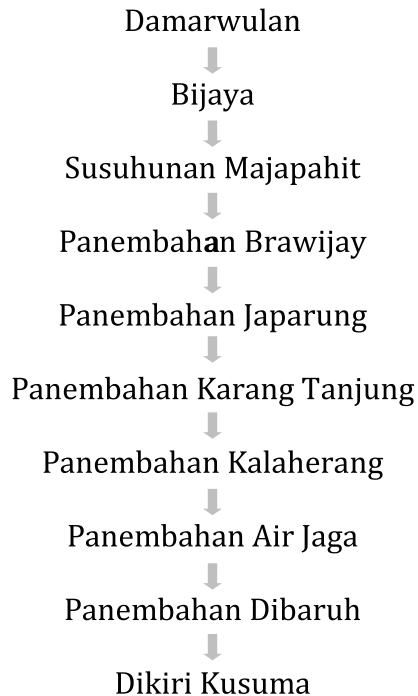 Damarwulan
Bijaya
Susuhunan Majapahit
Panembahan Brawijay
Panembahan Japarung
Panembahan Karang Tanjung
Panembahan Kalaherang
Panembahan Air Jaga
Panembahan Dibaruh
Dikiri Kusuma